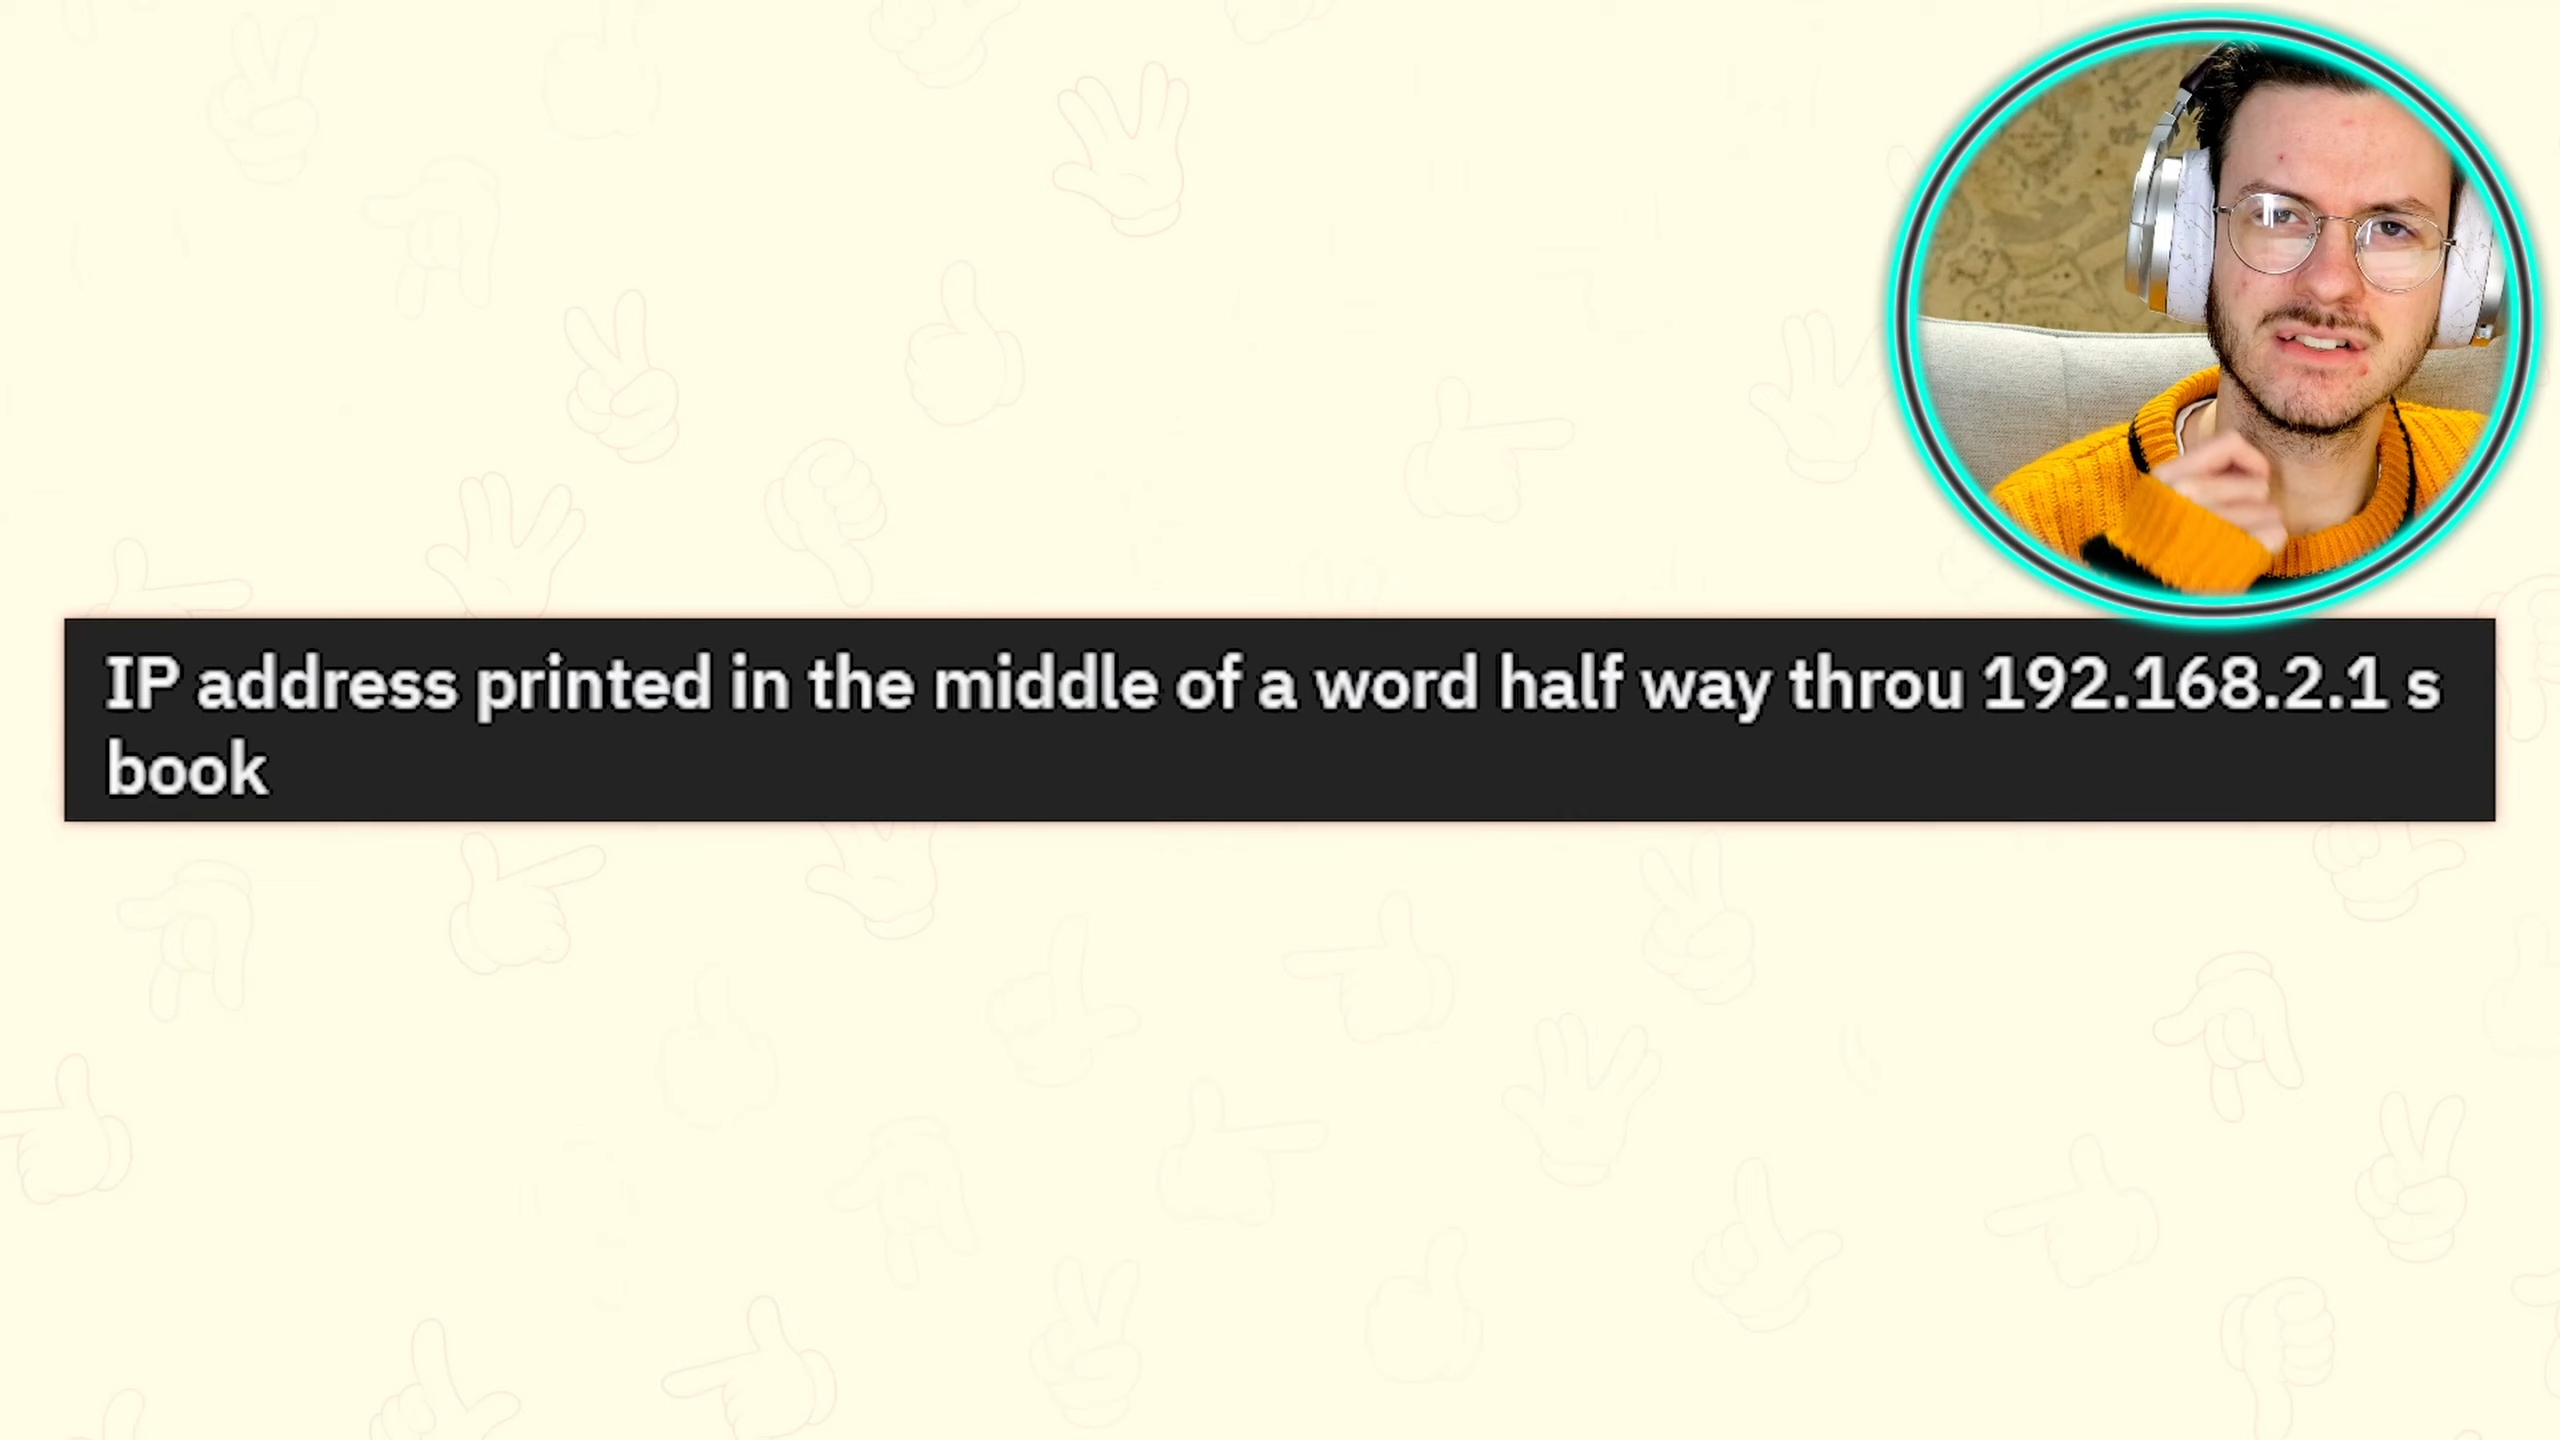 IP address printed in the middle of a word half way throu 192.168.2.1 s
book